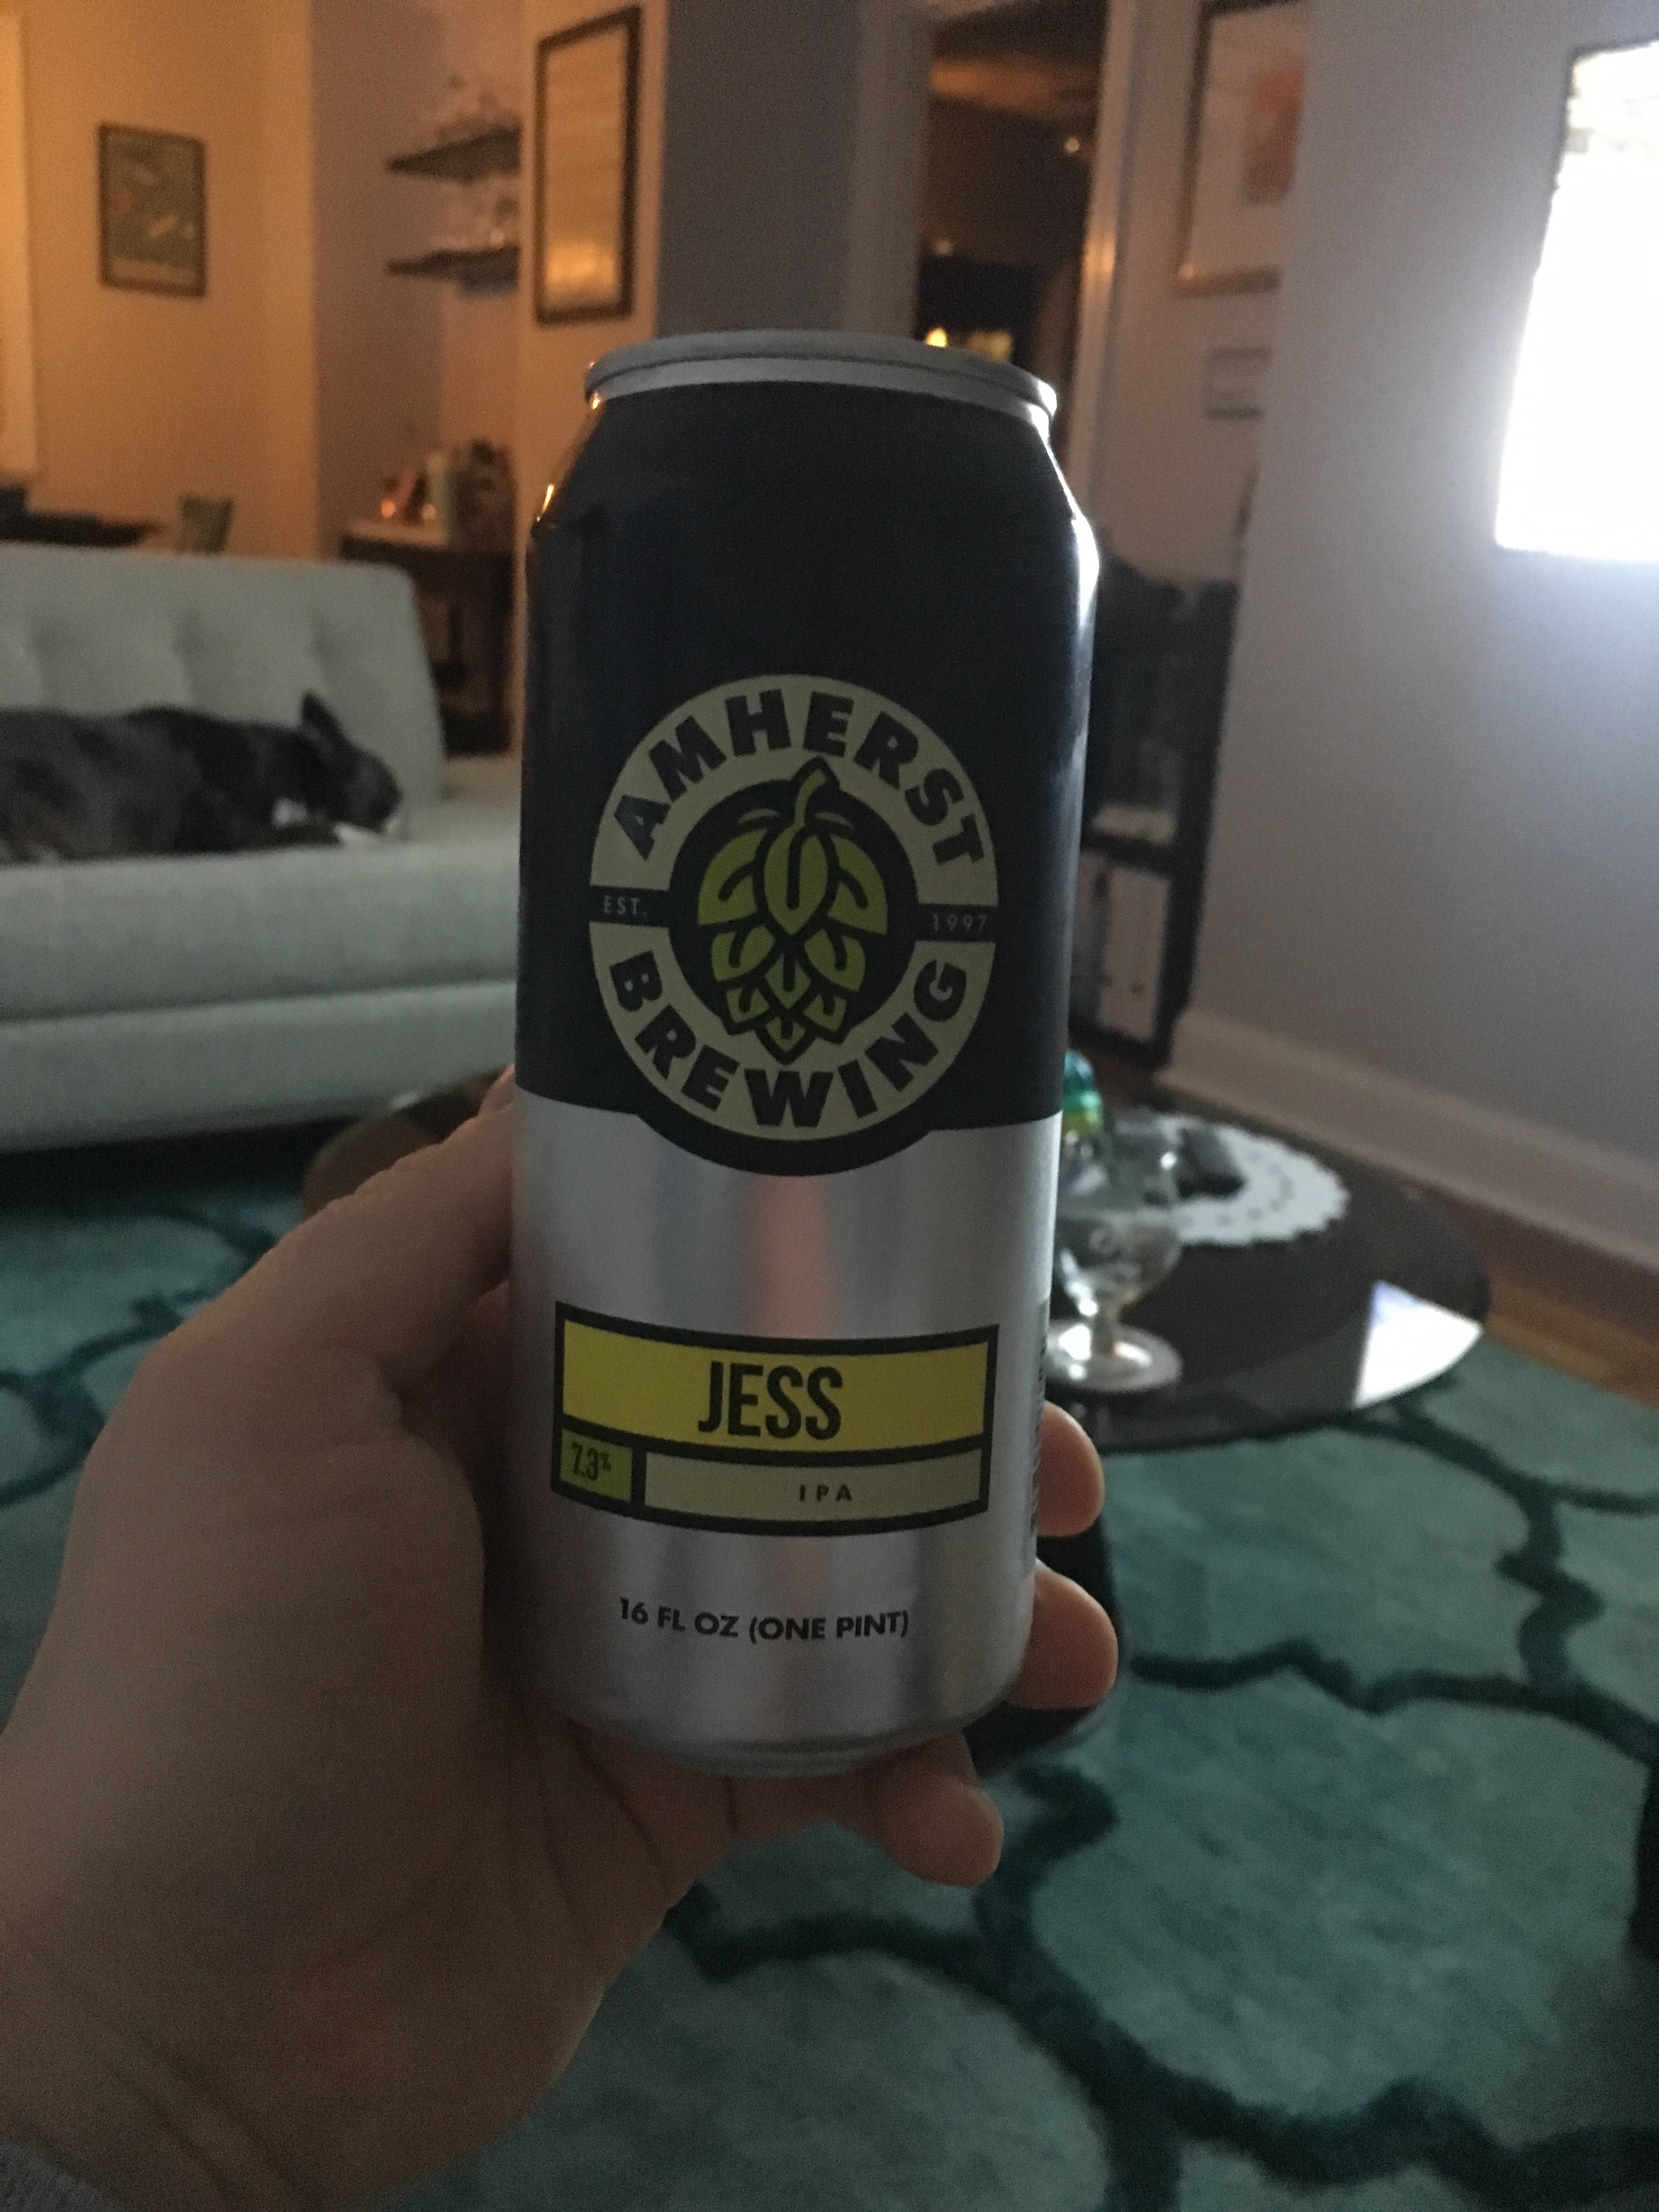 AMHERST
EST. 1997
BREWING
JESS
7.3%
IPA
16 FL OZ (ONE PINT)